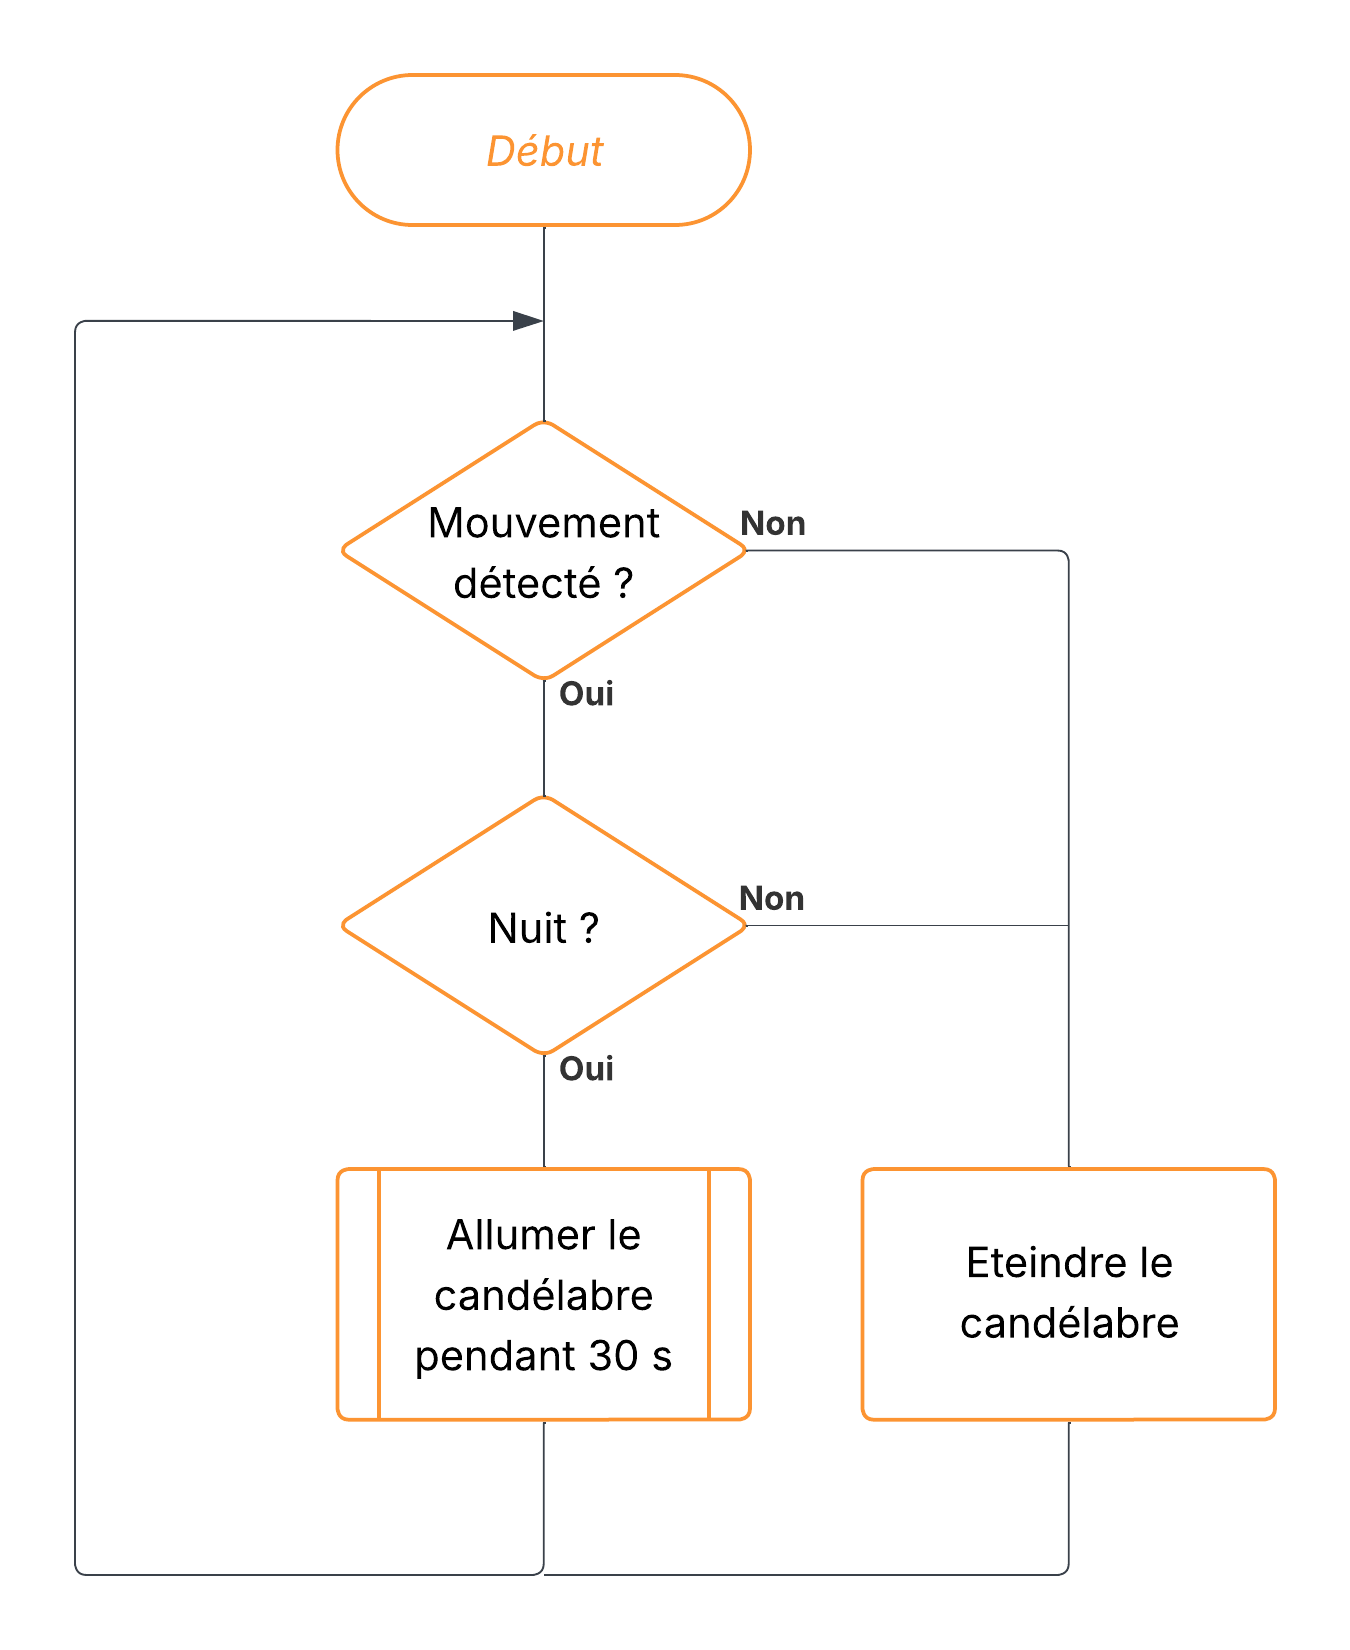 Début
Mouvement
détecté ?
Non
Oui
Nuit ?
Non
Oui
Allumer le
candélabre
pendant 30 s
Eteindre le
candélabre